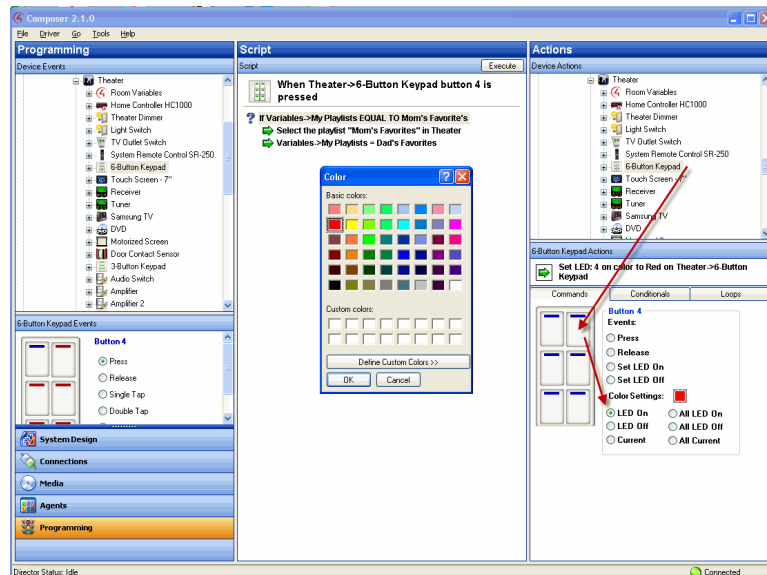 Composer 2.1.0
File Driver Go Tools Help
Programming
Device Events
Theater
Room Variables
Home Controller HC1000
Theater Dimmer
Light Switch
TV Outlet Switch
System Remote Control SR-250
6-Button Keypad
Touch Screen - 7"
Receiver
Tuner
Samsung TV
DVD
Motorized Screen
Door Contact Sensor
3-Button Keypad
Audio Switch
Amplifier
Amplifier 2
6-Button Keypad Events
Button 4
Press
Release
Single Tap
Double Tap
System Design
Connections
Media
Agents
Programming
Script
Script Execute
When Theater->6-Button Keypad button 4 is
pressed
If Variables->My Playlists EQUAL TO Mom's Favorite's
Select the playlist "Mom's Favorites" in Theater
Variables->My Playlists = Dad's Favorites
Color
Basic colors:
Custom colors:
Define Custom Colors >>
OK Cancel
Actions
Device Actions
Theater
Room Variables
Home Controller HC1000
Theater Dimmer
Light Switch
TV Outlet Switch
System Remote Control SR-250
6-Button Keypad
Touch Screen - 7"
Receiver
Tuner
Samsung TV
DVD
6-Button Keypad Actions
Set LED: 4 on color to Red on Theater->6-Button
Keypad
Commands Conditionals Loops
Button 4
Events:
Press
Release
Set LED On
Set LED Off
Color Settings:
LED On All LED On
LED Off All LED Off
Current All Current
Director Status: Idle
Connected